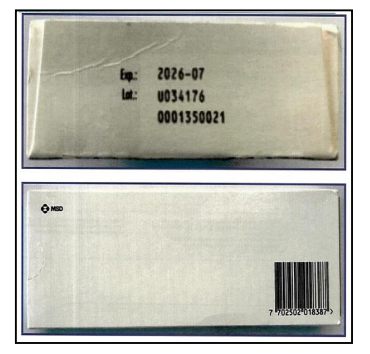 Exp.: 2026-07
Lot.: U034176
0001350021
MSD
7 702502 018387 >